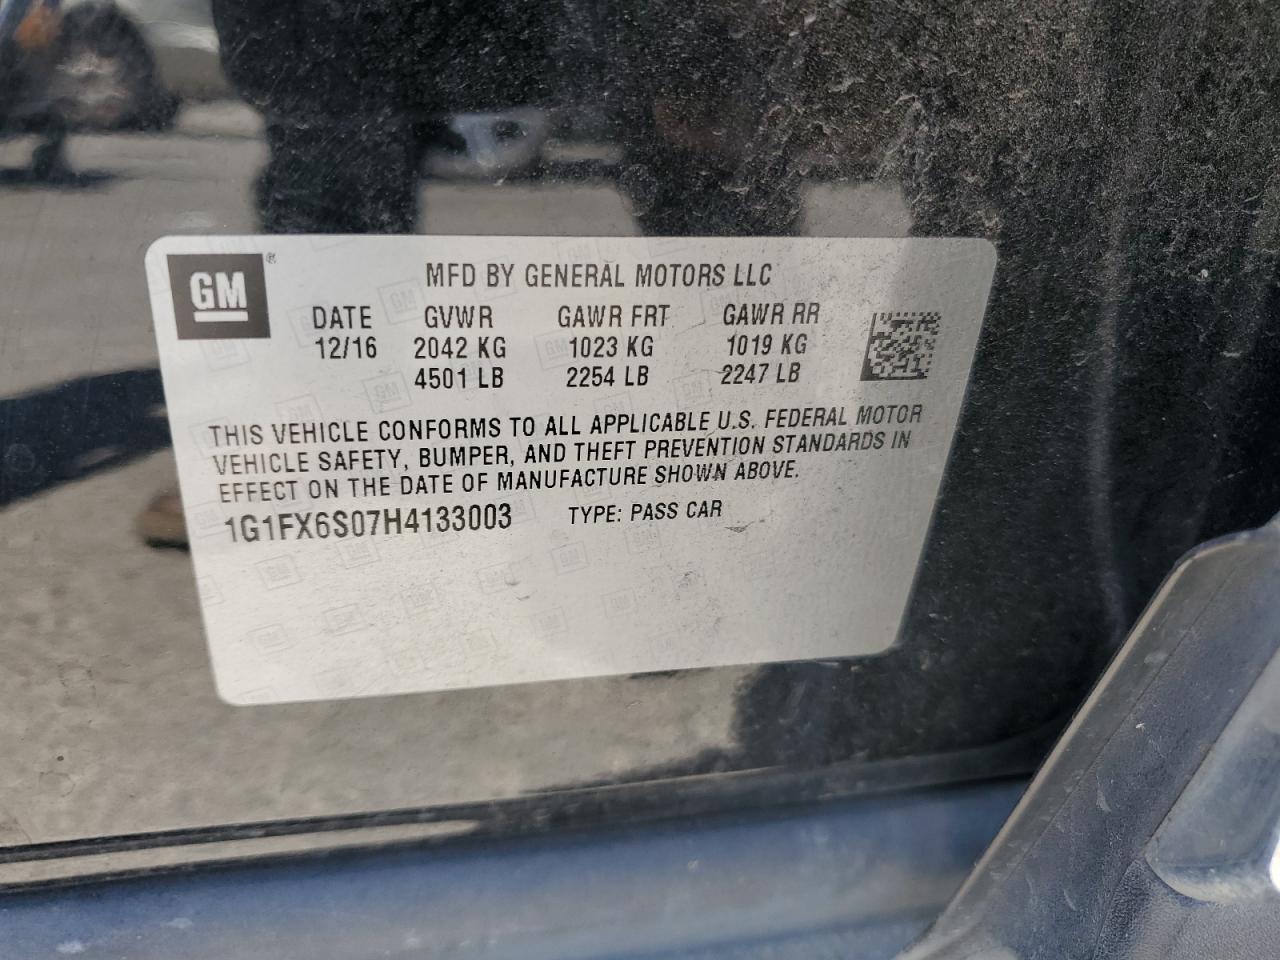 GM ®
MFD BY GENERAL MOTORS LLC
DATE GVWR GAWR FRT GAWR RR
12/16 2042 KG 1023 KG 1019 KG
4501 LB 2254 LB 2247 LB
THIS VEHICLE CONFORMS TO ALL APPLICABLE U.S. FEDERAL MOTOR
VEHICLE SAFETY, BUMPER, AND THEFT PREVENTION STANDARDS IN
EFFECT ON THE DATE OF MANUFACTURE SHOWN ABOVE.
1G1FX6S07H4133003 TYPE: PASS CAR